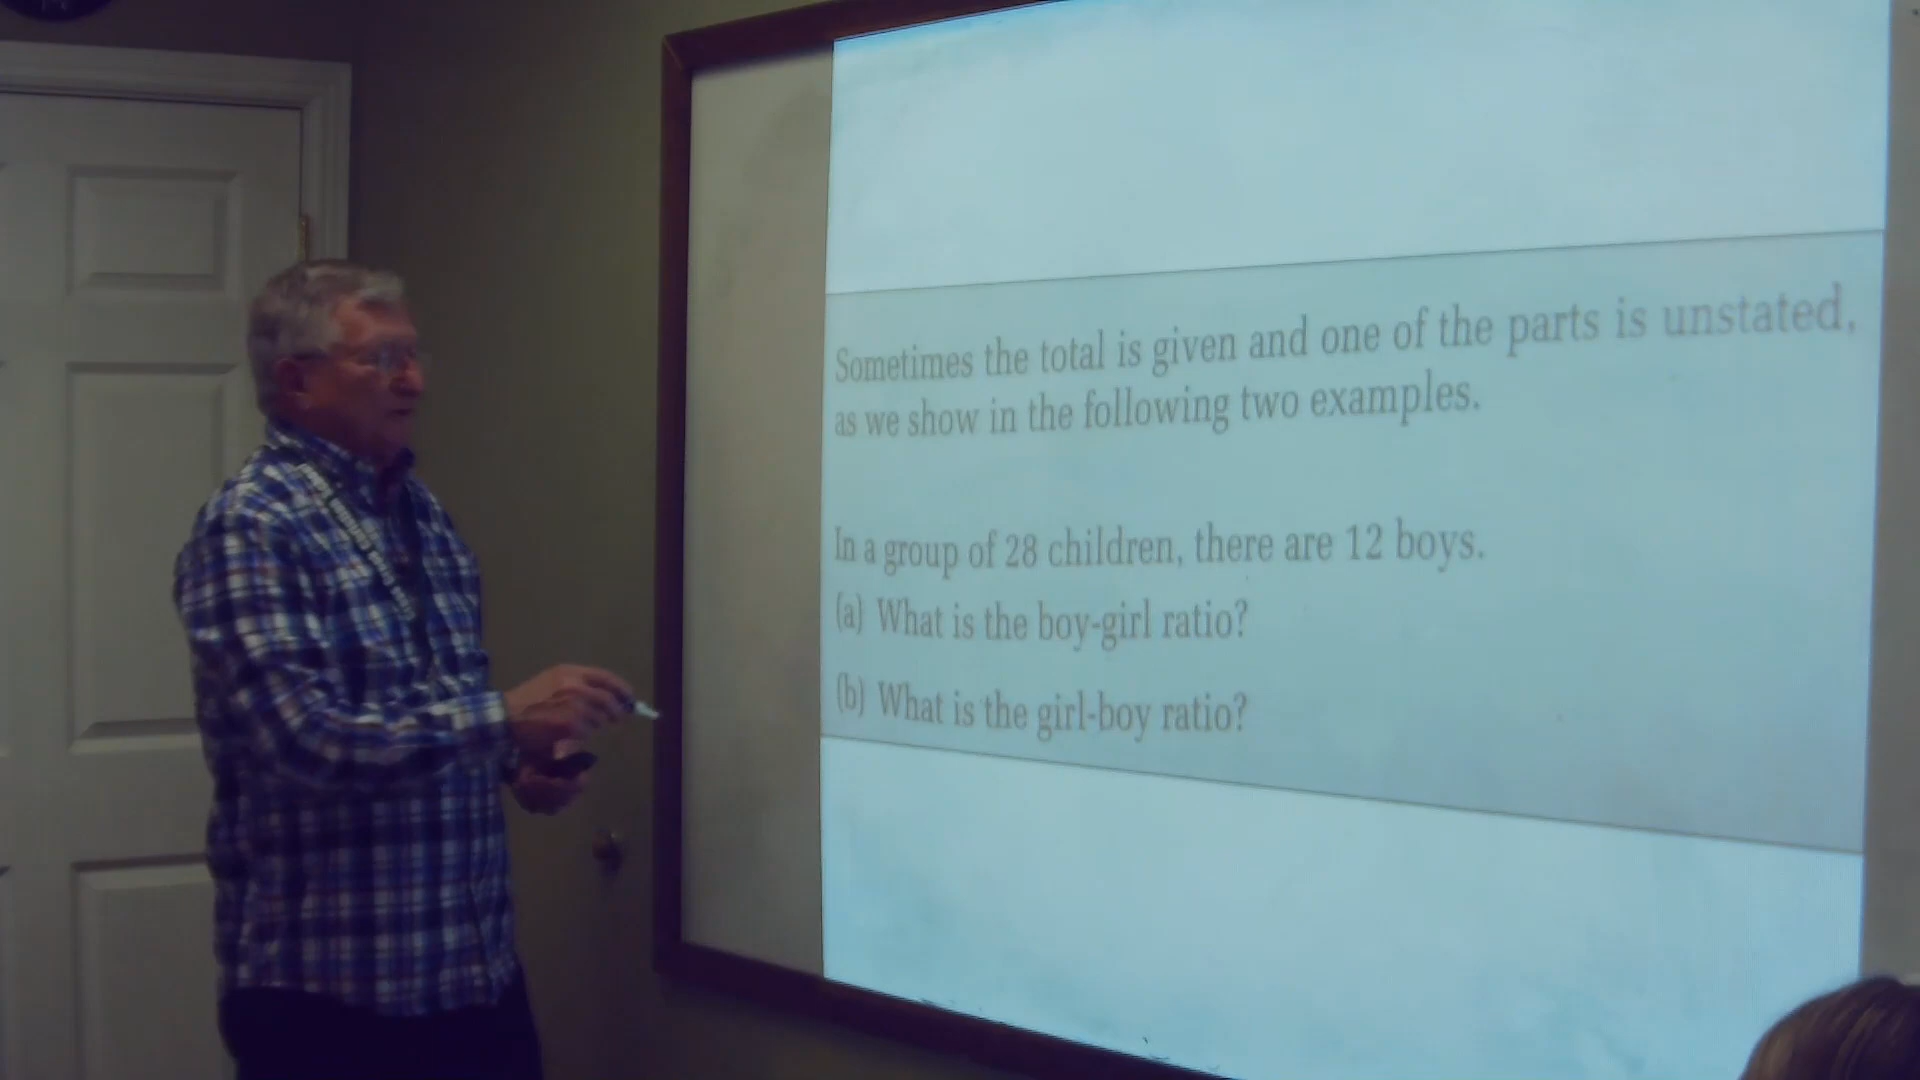 Sometimes the total is given and one of the parts is unstated,
as we show in the following two examples.
In a group of 28 children, there are 12 boys.
(a) What is the boy-girl ratio?
(b) What is the girl-boy ratio?